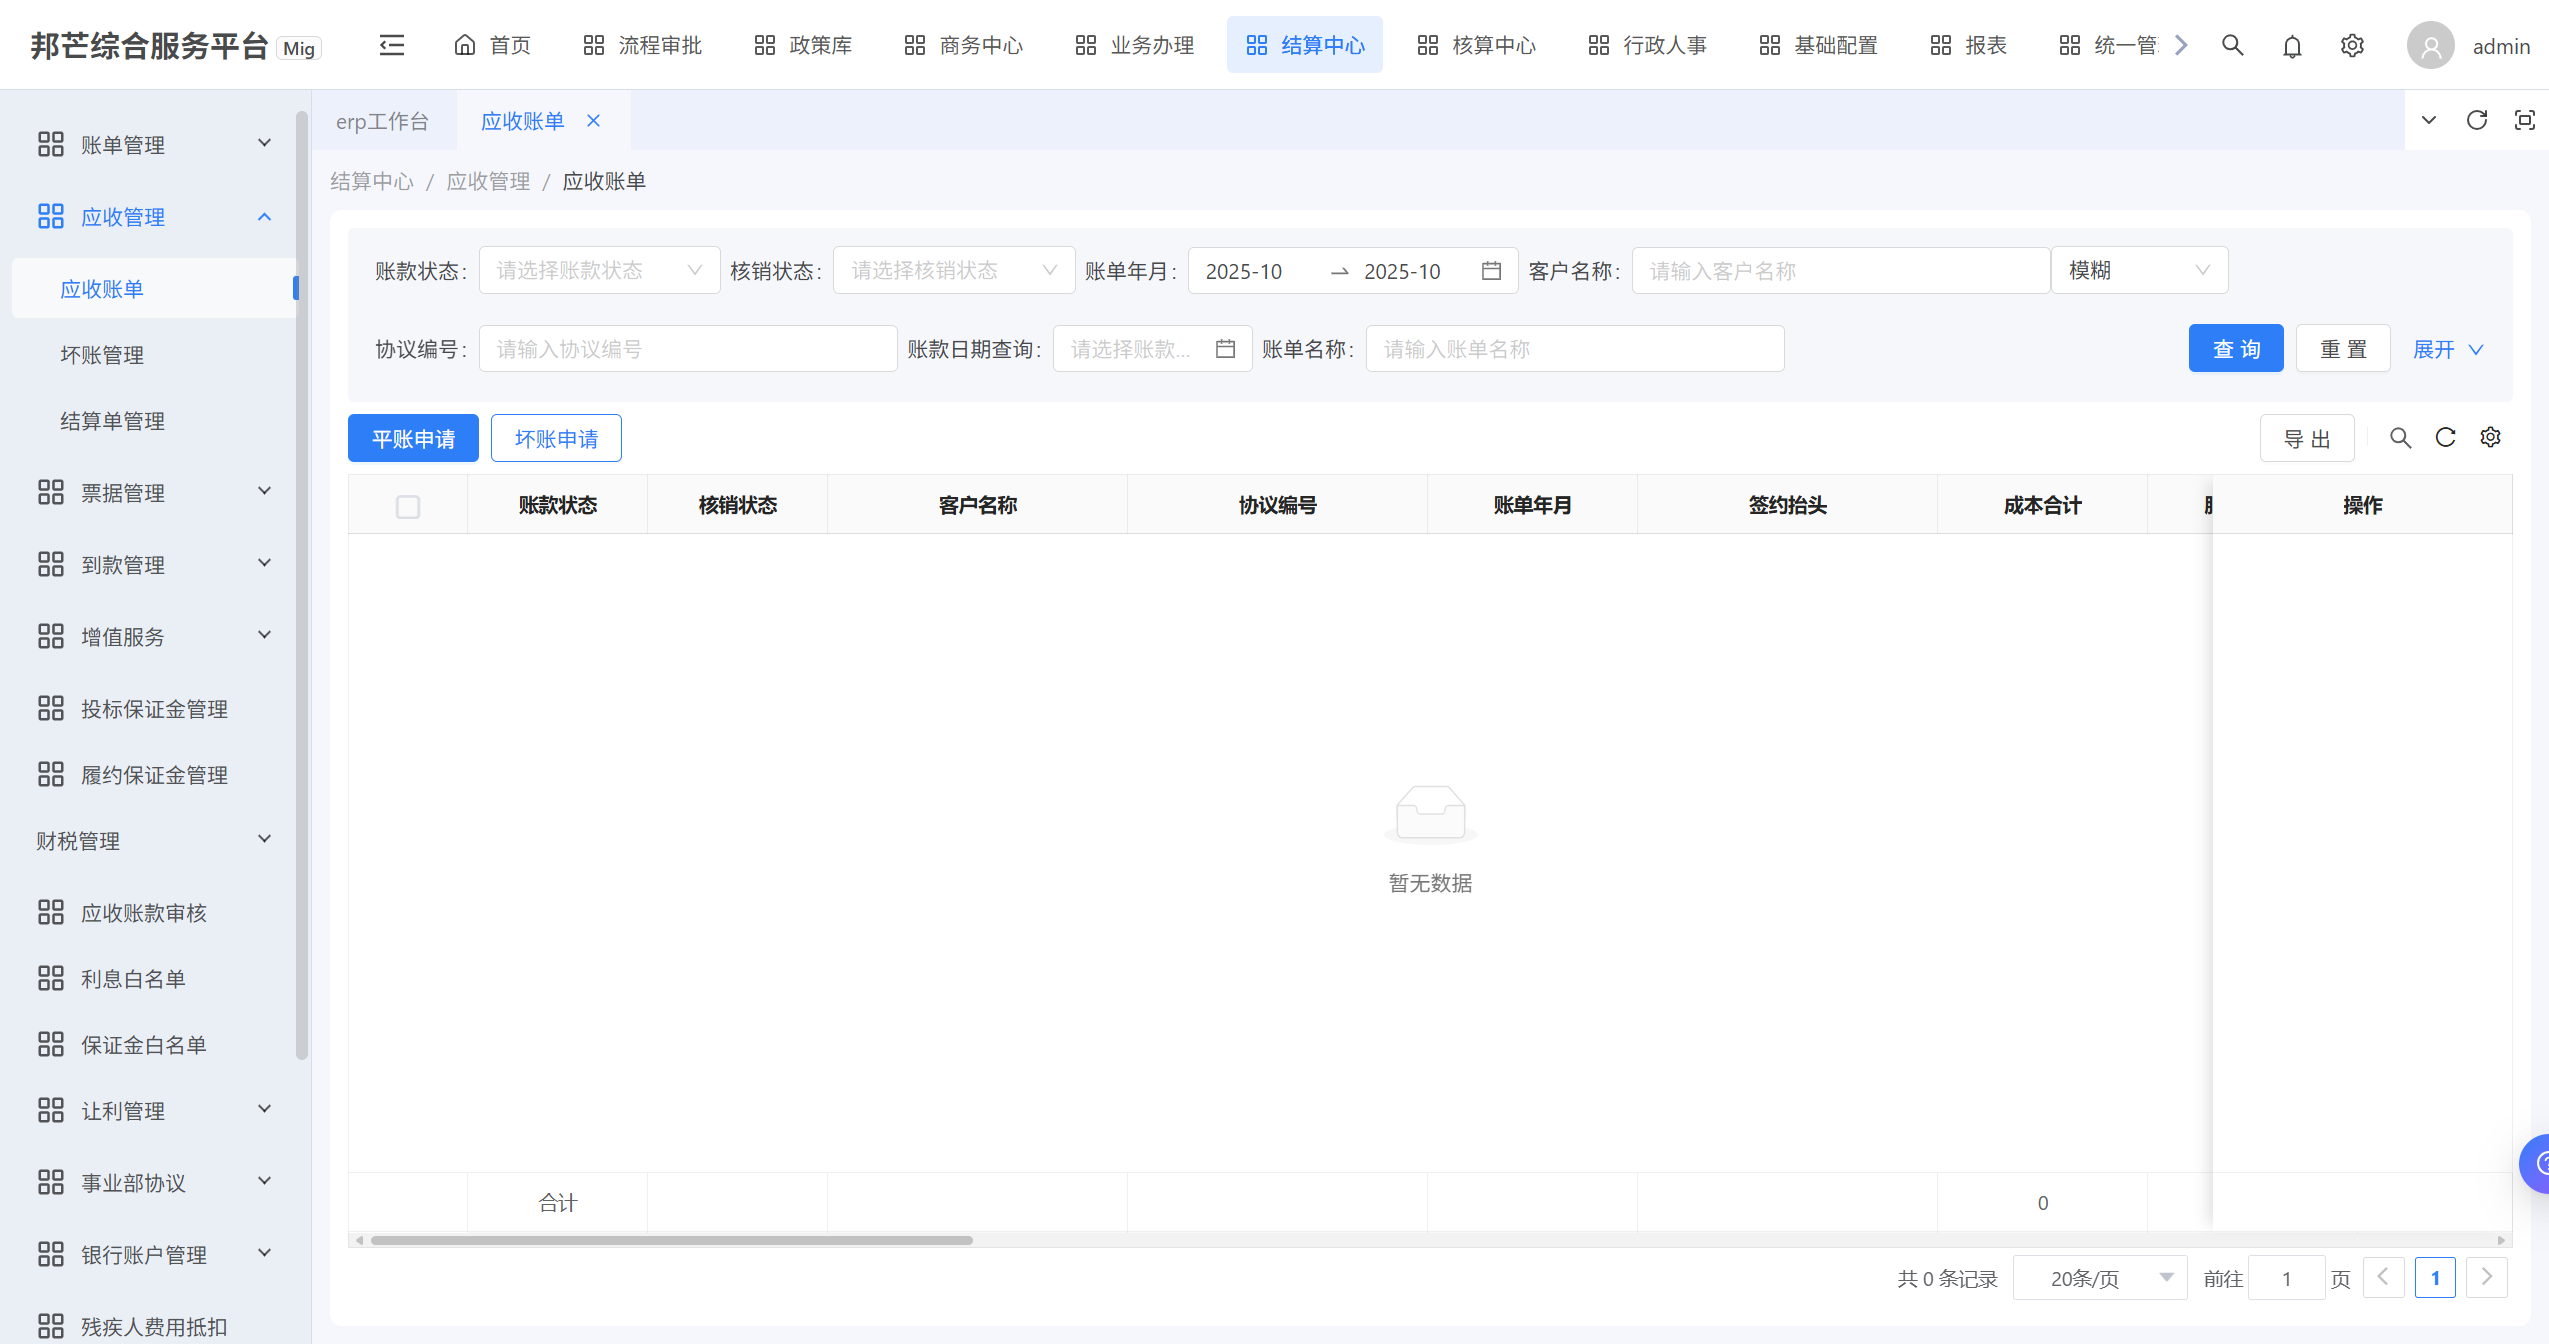 邦芒综合服务平台 Mig 首页 流程审批 政策库 商务中心 业务办理 结算中心 核算中心 行政人事 基础配置 报表 统一管 admin
erp工作台 应收账单
结算中心 / 应收管理 / 应收账单
账单管理
应收管理
应收账单
坏账管理
结算单管理
票据管理
到款管理
增值服务
投标保证金管理
履约保证金管理
财税管理
应收账款审核
利息白名单
保证金白名单
让利管理
事业部协议
银行账户管理
残疾人费用抵扣
账款状态: 请选择账款状态 核销状态: 请选择核销状态 账单年月: 2025-10 2025-10 客户名称: 请输入客户名称 模糊
协议编号: 请输入协议编号 账款日期查询: 请选择账款... 账单名称: 请输入账单名称 查 询 重 置 展开
平账申请 坏账申请 导 出
账款状态 核销状态 客户名称 协议编号 账单年月 签约抬头 成本合计 操作
暂无数据
合计 0
共 0 条记录 20条/页 前往 1 页 1